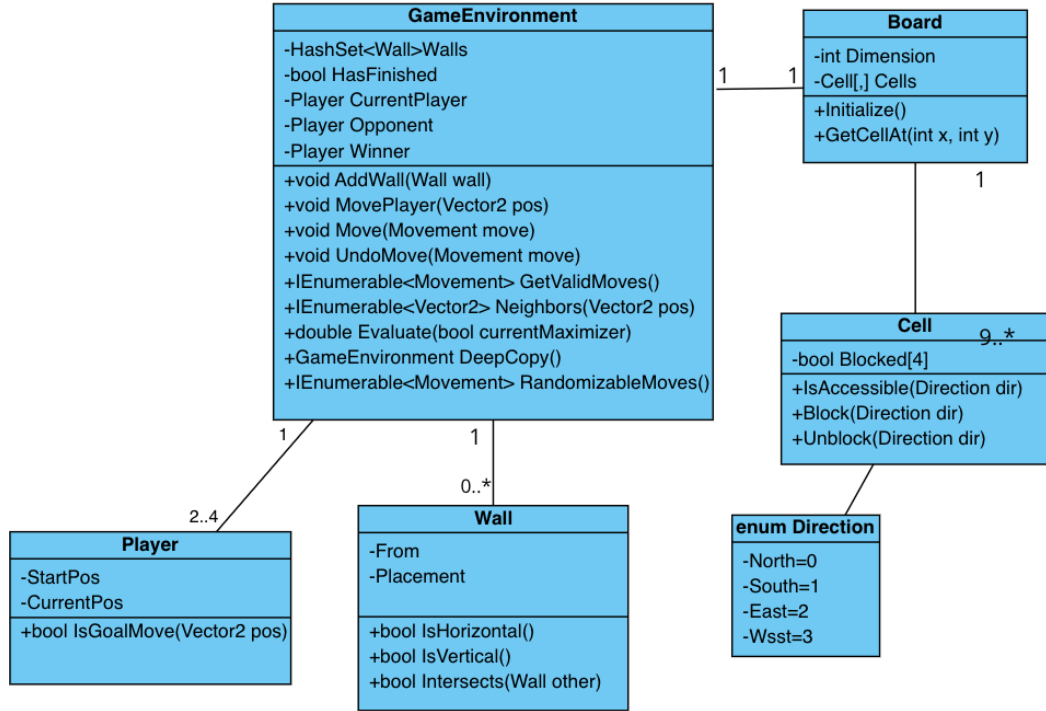 GameEnvironment
-HashSet<Wall>Walls
-bool HasFinished
-Player CurrentPlayer
-Player Opponent
-Player Winner
+void AddWall(Wall wall)
+void MovePlayer(Vector2 pos)
+void Move(Movement move)
+void UndoMove(Movement move)
+IEnumerable<Movement> GetValidMoves()
+IEnumerable<Vector2> Neighbors(Vector2 pos)
+double Evaluate(bool currentMaximizer)
+GameEnvironment DeepCopy()
+IEnumerable<Movement> RandomizableMoves()
1
1
Board
-int Dimension
-Cell[,] Cells
+Initialize()
+GetCellAt(int x, int y)
1
9..*
Cell
-bool Blocked[4]
+IsAccessible(Direction dir)
+Block(Direction dir)
+Unblock(Direction dir)
1
2..4
1
0..*
Player
-StartPos
-CurrentPos
+bool IsGoalMove(Vector2 pos)
Wall
-From
-Placement
+bool IsHorizontal()
+bool IsVertical()
+bool Intersects(Wall other)
enum Direction
-North=0
-South=1
-East=2
-Wsst=3